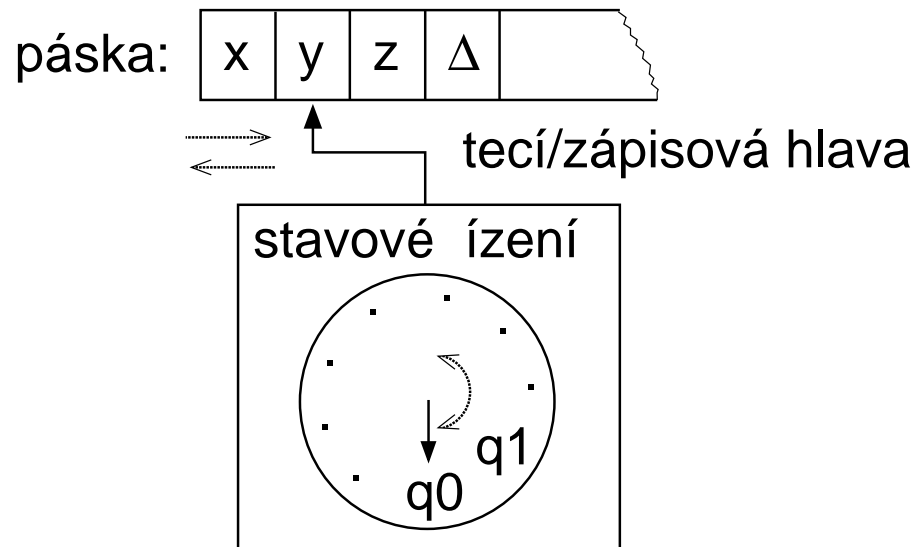 páska: x y z Δ
tecí/zápisová hlava
stavové ízení
q1
q0